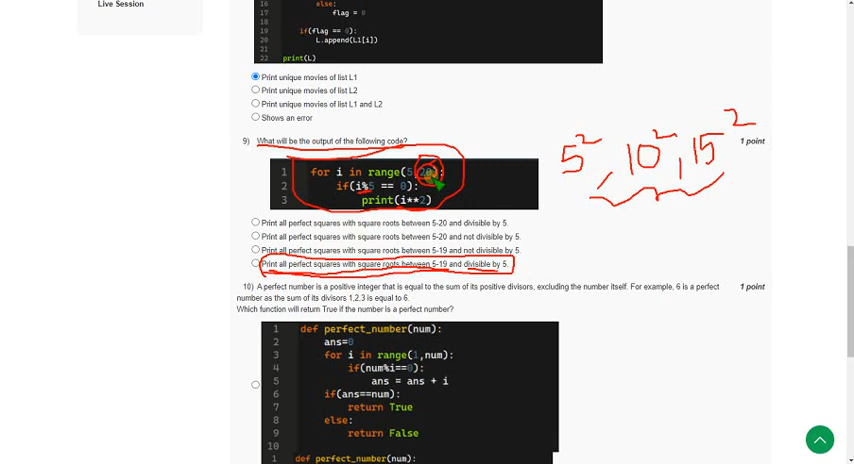 Live Session
16 else:
17 flag = 0
18
19 if(flag == 0):
20 L.append(L1[i])
21
22 print(L)
Print unique movies of list L1
Print unique movies of list L2
Print unique movies of list L1 and L2
Shows an error
9) What will be the output of the following code? 1 point
5², 10², 15²
1 for i in range(5,20):
2 if(i%5 == 0):
3 print(i**2)
Print all perfect squares with square roots between 5-20 and divisible by 5.
Print all perfect squares with square roots between 5-20 and not divisible by 5.
Print all perfect squares with square roots between 5-19 and not divisible by 5.
Print all perfect squares with square roots between 5-19 and divisible by 5.
10) A perfect number is a positive integer that is equal to the sum of its positive divisors, excluding the number itself. For example, 6 is a perfect 1 point
number as the sum of its divisors 1,2,3 is equal to 6.
Which function will return True if the number is a perfect number?
1 def perfect_number(num):
2 ans=0
3 for i in range(1,num):
4 if(num%i==0):
5 ans = ans + i
6 if(ans==num):
7 return True
8 else:
9 return False
10
1 def perfect_number(num):